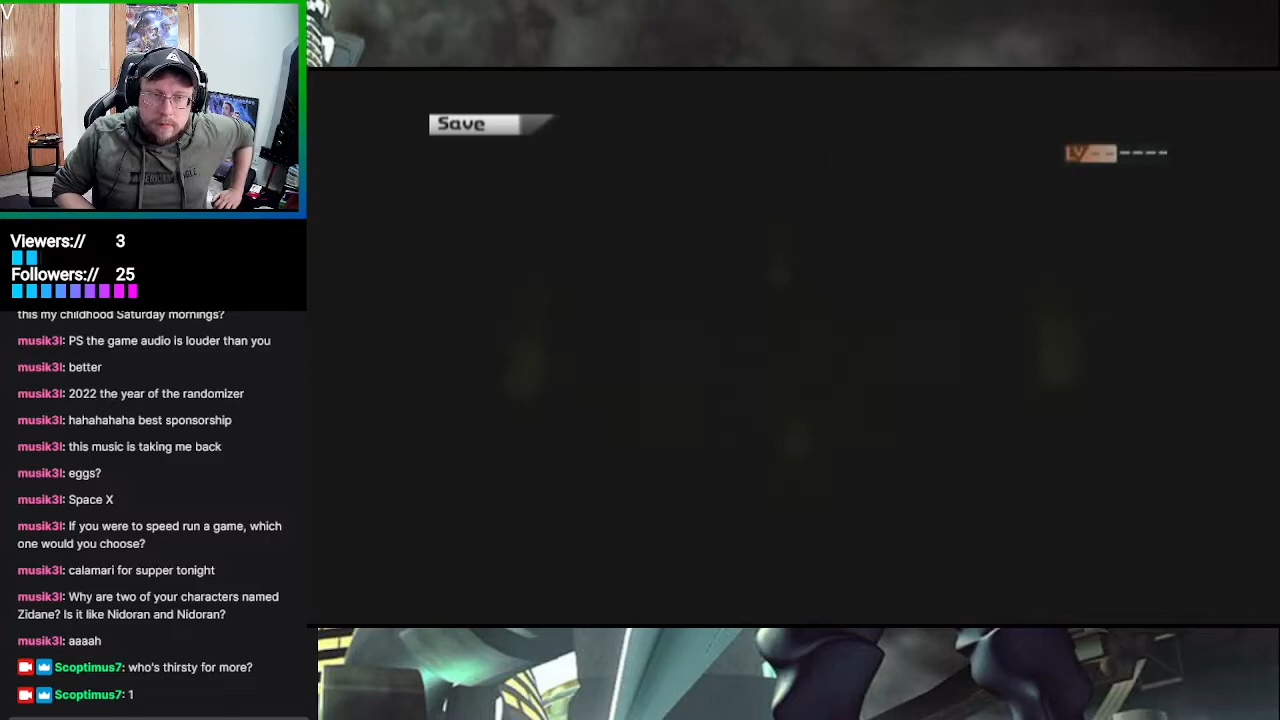 Save
LV-- ----
Viewers:// 3
Followers:// 25
this my childhood Saturday mornings?
musik3l: PS the game audio is louder than you
musik3l: better
musik3l: 2022 the year of the randomizer
musik3l: hahahahaha best sponsorship
musik3l: this music is taking me back
musik3l: eggs?
musik3l: Space X
musik3l: If you were to speed run a game, which
one would you choose?
musik3l: calamari for supper tonight
musik3l: Why are two of your characters named
Zidane? Is it like Nidoran and Nidoran?
musik3l: aaaah
Scoptimus7: who's thirsty for more?
Scoptimus7: 1